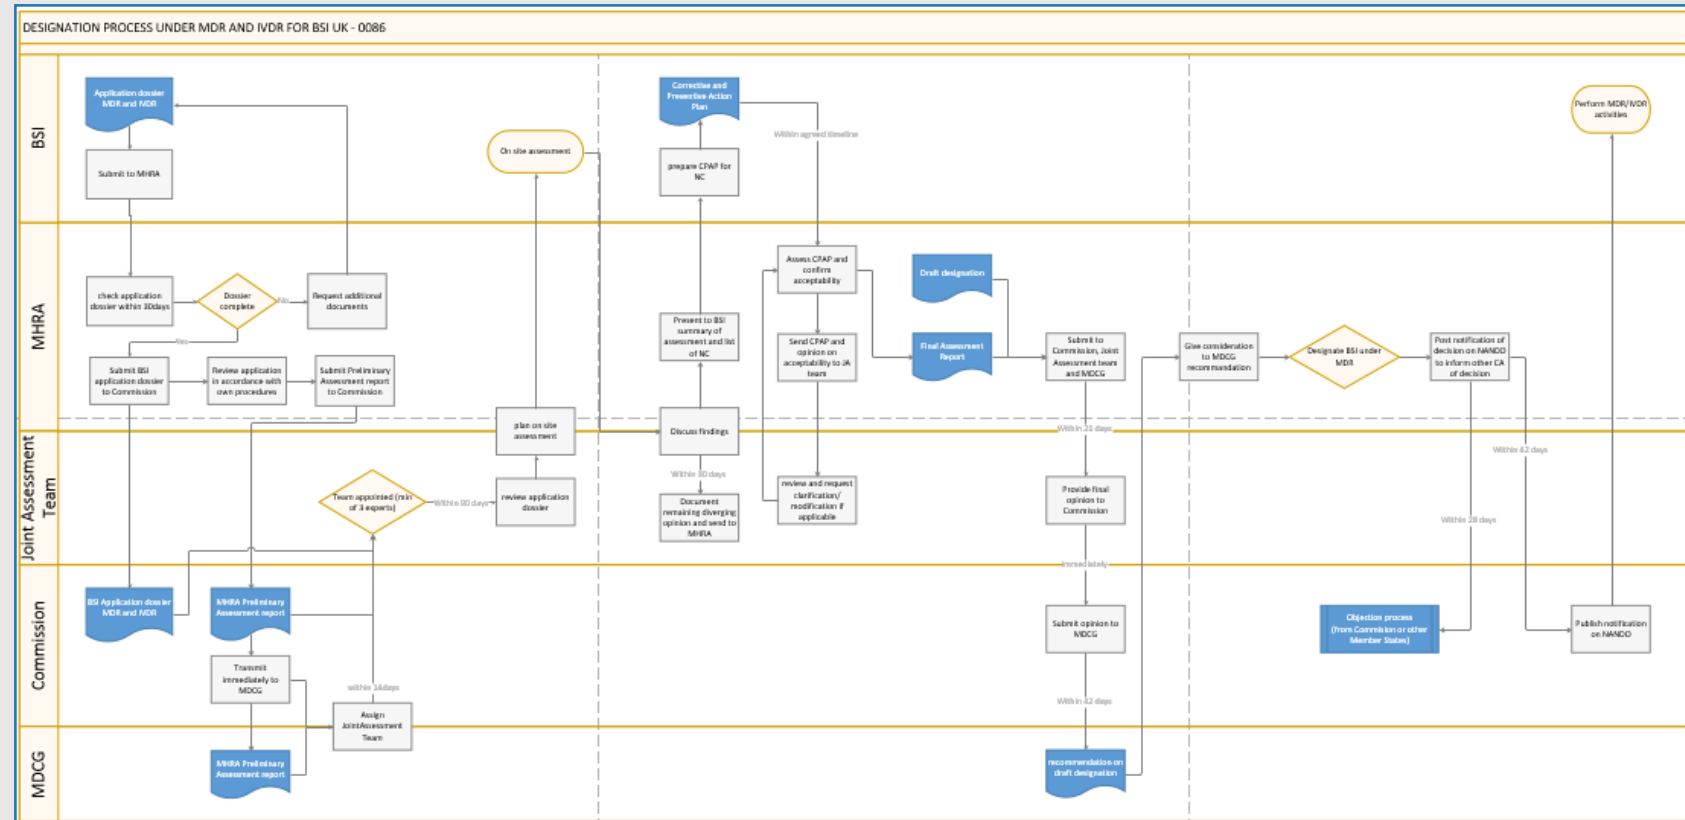 DESIGNATION PROCESS UNDER MDR AND IVDR FOR BSI UK - 0086
BSI
Application dossier
MDR and IVDR
Submit to MHRA
On site assessment
Corrective and
Preventive Action
Plan
prepare CPAP for
NC
Within agreed timeline
Perform MDR/IVDR
activities
MHRA
check application
dossier within 30days
Dossier
complete
No
Request additional
documents
Yes
Submit BSI
application dossier
to Commission
Review application
in accordance with
own procedures
Submit Preliminary
Assessment report
to Commission
plan on site
assessment
Present to BSI
summary of
assessment and list
of NC
Discuss findings
Assess CPAP and
confirm
acceptability
Send CPAP and
opinion on
acceptability to JA
team
Draft designation
Final Assessment
Report
Submit to
Commission, Joint
Assessment team
and MDCG
Within 21 days
Give consideration
to MDCG
recommandation
Designate BSI under
MDR
Post notification of
decision on NANDO
to inform other CA
of decision
Within 42 days
Within 28 days
Joint Assessment
Team
Team appointed (min
of 3 experts)
Within 90 days
review application
dossier
Within 30 days
Document
remaining diverging
opinion and send to
MHRA
review and request
clarification/
modification if
applicable
Provide final
opinion to
Commission
immediately
Commission
BSI Application dossier
MDR and IVDR
MHRA Preliminary
Assessment report
Transmit
immediately to
MDCG
within 14days
Assign
JointAssessment
Team
Submit opinion to
MDCG
Within 42 days
Objection process
(from Commision or other
Member States)
Publish notification
on NANDO
MDCG
MHRA Preliminary
Assessment report
recommendation on
draft designation